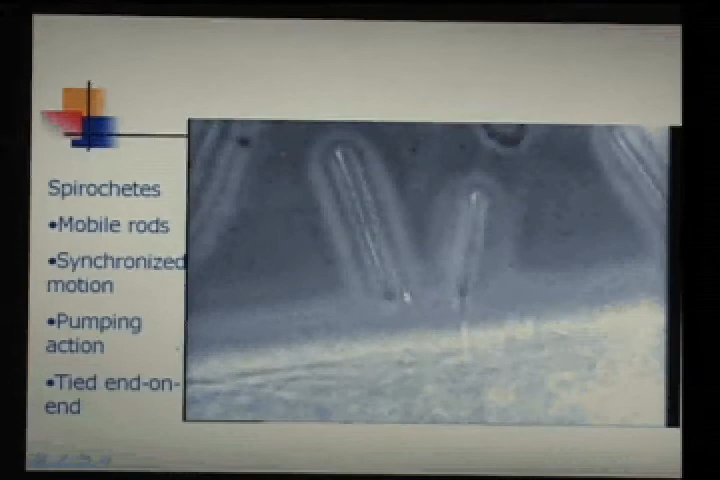 Spirochetes
•Mobile rods
•Synchronized
motion
•Pumping
action
•Tied end-on-
end